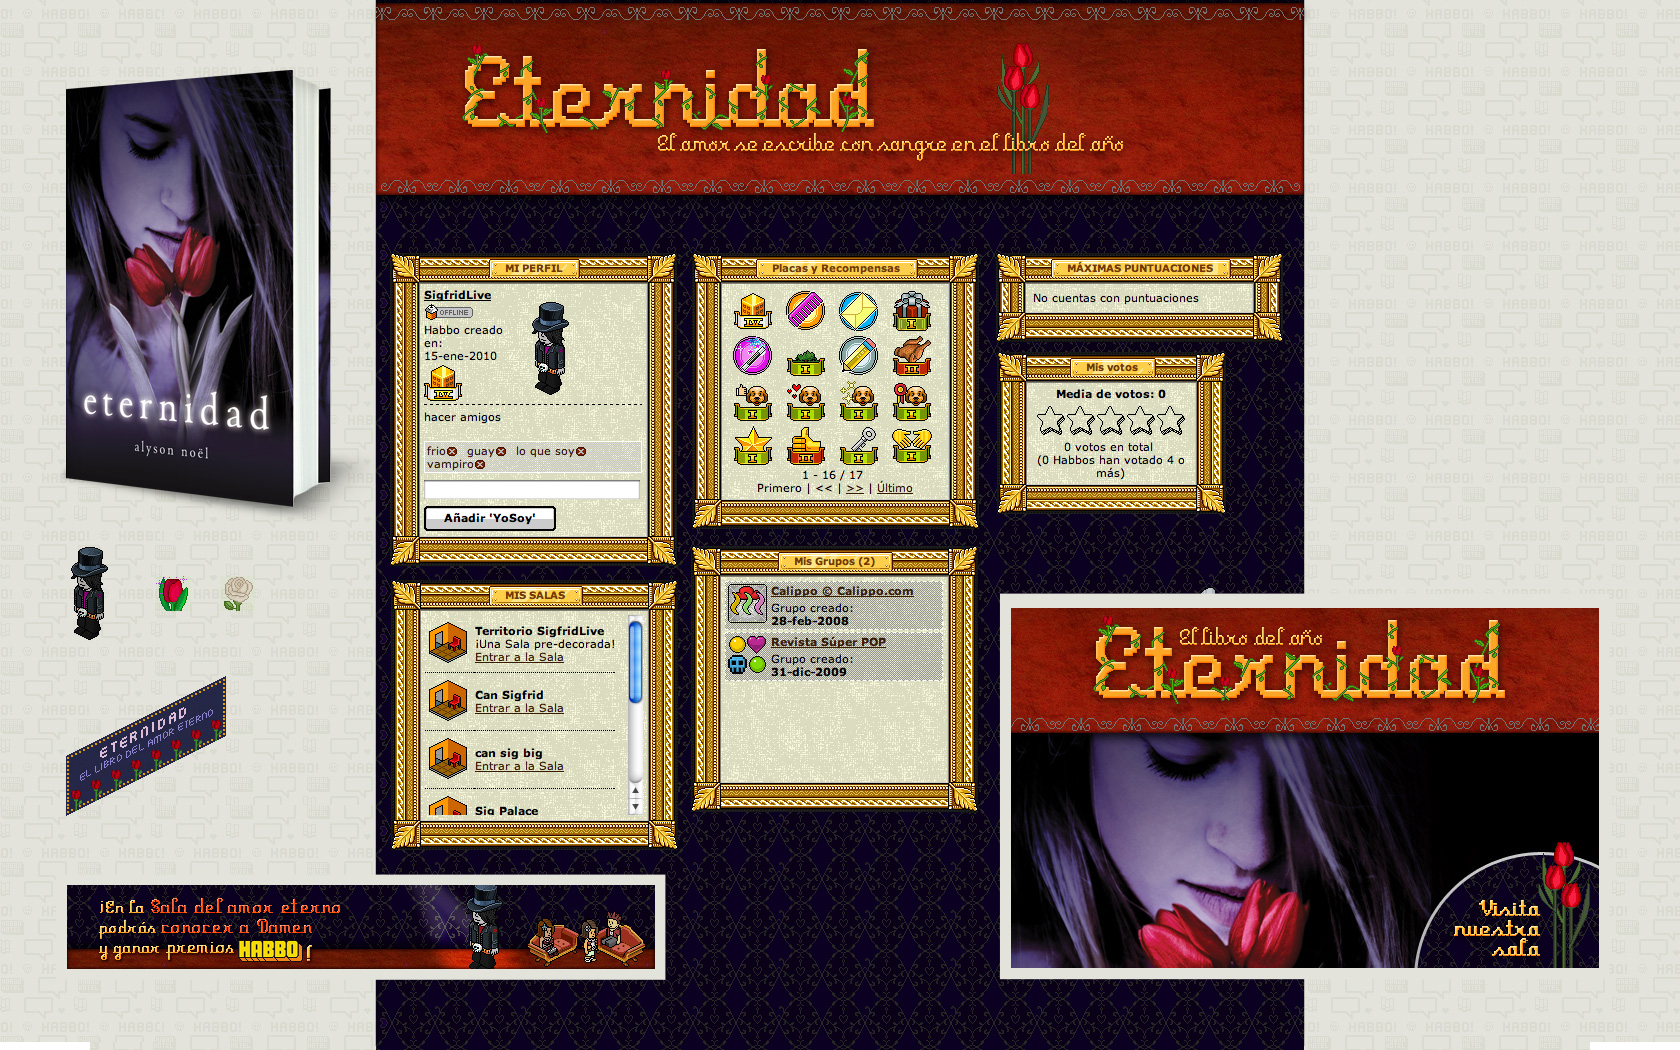 Eternidad
El amor se escribe con sangre en el libro del año
eternidad
alyson noël
MI PERFIL
SigfridLive
OFFLINE
Habbo creado
en:
15-ene-2010
hacer amigos
frio guay lo que soy
vampiro
Añadir 'YoSoy'
MIS SALAS
Territorio SigfridLive
¡Una Sala pre-decorada!
Entrar a la Sala
Can Sigfrid
Entrar a la Sala
can sig big
Entrar a la Sala
Sig Palace
Placas y Recompensas
1 - 16 / 17
Primero | << | >> | Último
Mis Grupos (2)
Calippo © Calippo.com
Grupo creado:
28-feb-2008
Revista Súper POP
Grupo creado:
31-dic-2009
MÁXIMAS PUNTUACIONES
No cuentas con puntuaciones
Mis votos
Media de votos: 0
0 votos en total
(0 Habbos han votado 4 o
más)
ETERNIDAD
EL LIBRO DEL AMOR ETERNO
¡En la Sala del amor eterno
podrás conocer a Damen
y ganar premios HABBO!
El libro del año
Eternidad
Visita
nuestra
sala